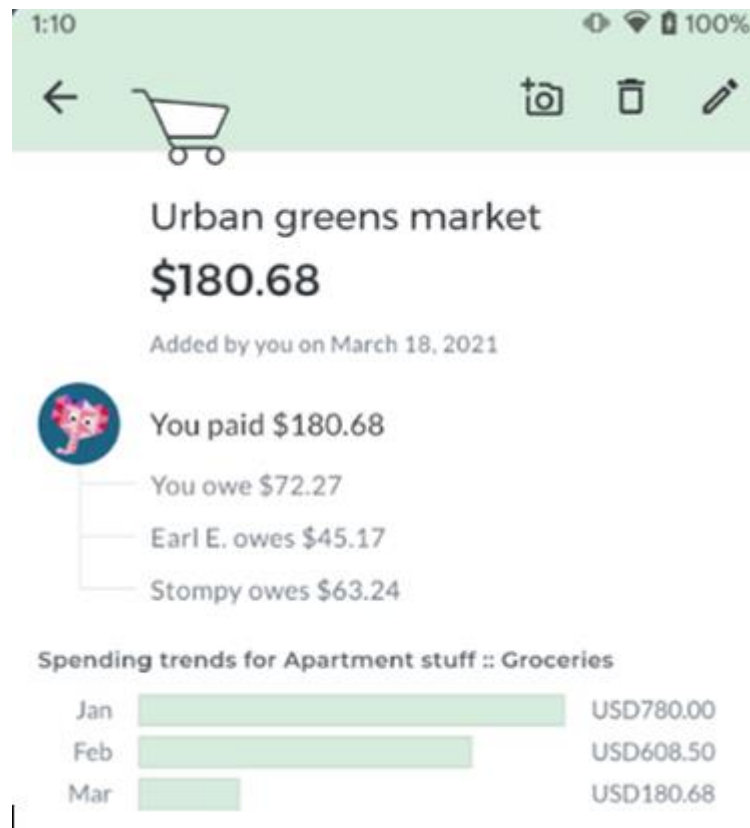 1:10 100%
Urban greens market
$180.68
Added by you on March 18, 2021
You paid $180.68
You owe $72.27
Earl E. owes $45.17
Stompy owes $63.24
Spending trends for Apartment stuff :: Groceries
Jan USD780.00
Feb USD608.50
Mar USD180.68